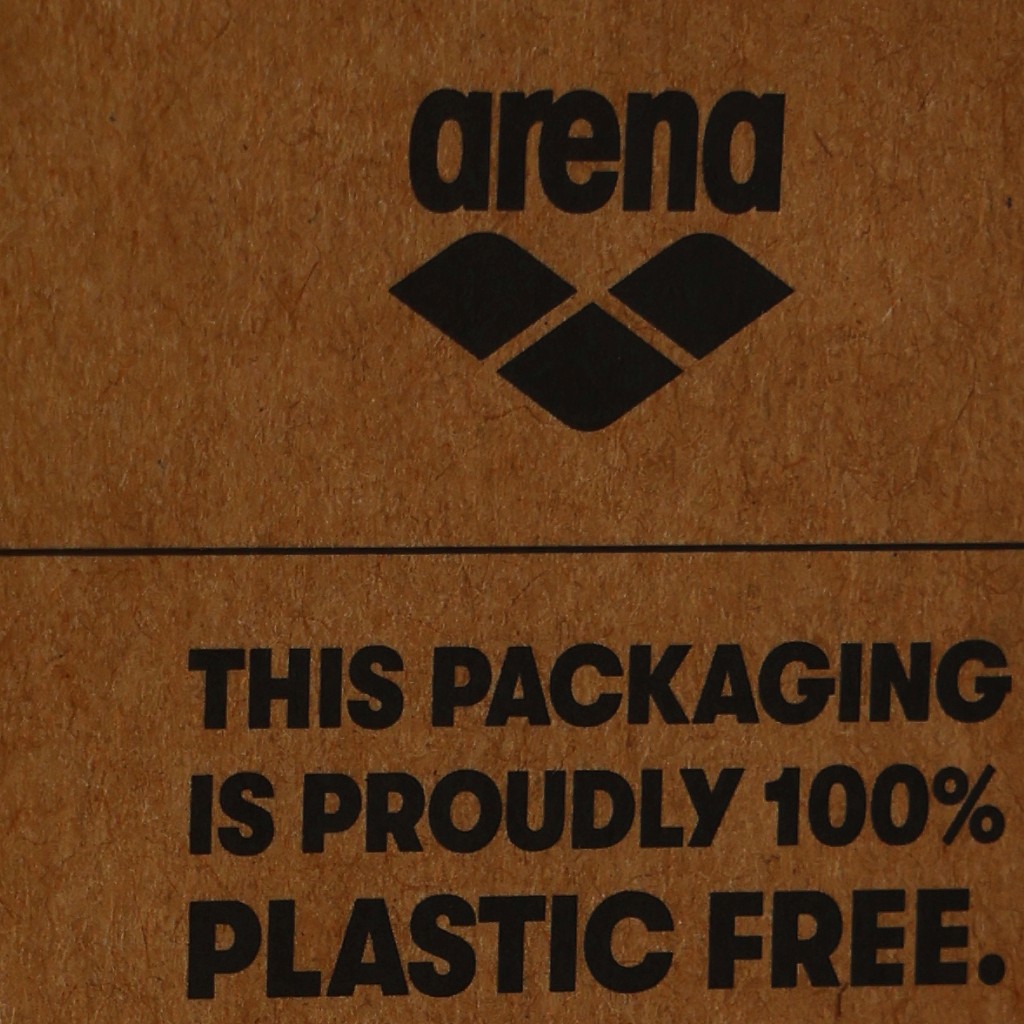 arena
THIS PACKAGING
IS PROUDLY 100%
PLASTIC FREE.